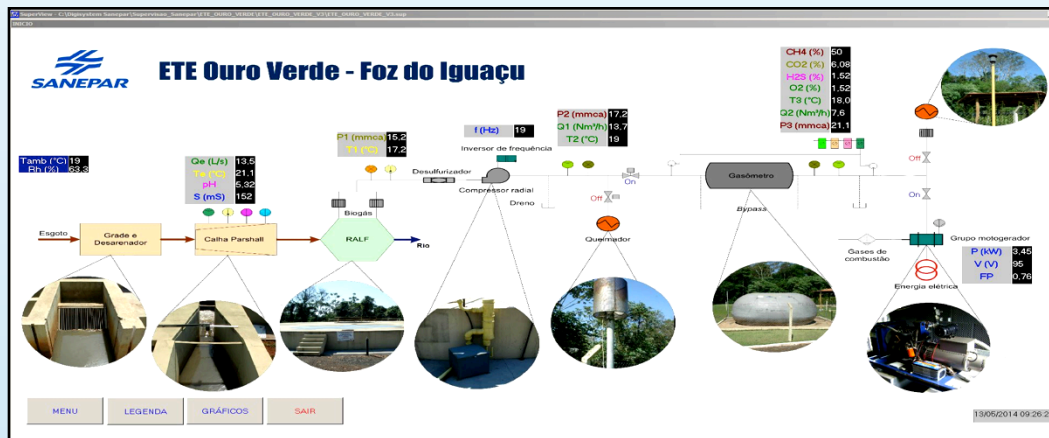 SuperView - C:\Digisystem Sanepar\Supervisao_Sanepar\ETE_OURO_VERDE\ETE_OURO_VERDE_V3\ETE_OURO_VERDE_V3.sup
INICIO
SANEPAR
ETE Ouro Verde - Foz do Iguaçu
CH4 (%) 50
CO2 (%) 6,08
H2S (%) 1,52
O2 (%) 1,52
T3 (°C) 18,0
Q2 (Nm³/h) 7,6
P3 (mmca) 21,1
P2 (mmca) 17,2
Q1 (Nm³/h) 13,7
T2 (°C) 19
f (Hz) 19
Inversor de frequência
P1 (mmca) 15,2
T1 (°C) 17,2
Tamb (°C) 19
Rh (%) 63,3
Qe (L/s) 13,5
Te (°C) 21,1
pH 5,32
S (mS) 152
Desulfurizador
Compressor radial
Dreno
Off
On
Gasômetro
Bypass
Off
On
Biogás
Esgoto
Grade e
Desarenador
Calha Parshall
RALF
Rio
Queimador
Gases de
combustão
Grupo motogerador
Energia elétrica
P (kW) 3,45
V (V) 95
FP 0,76
MENU
LEGENDA
GRÁFICOS
SAIR
13/05/2014 09:26:2